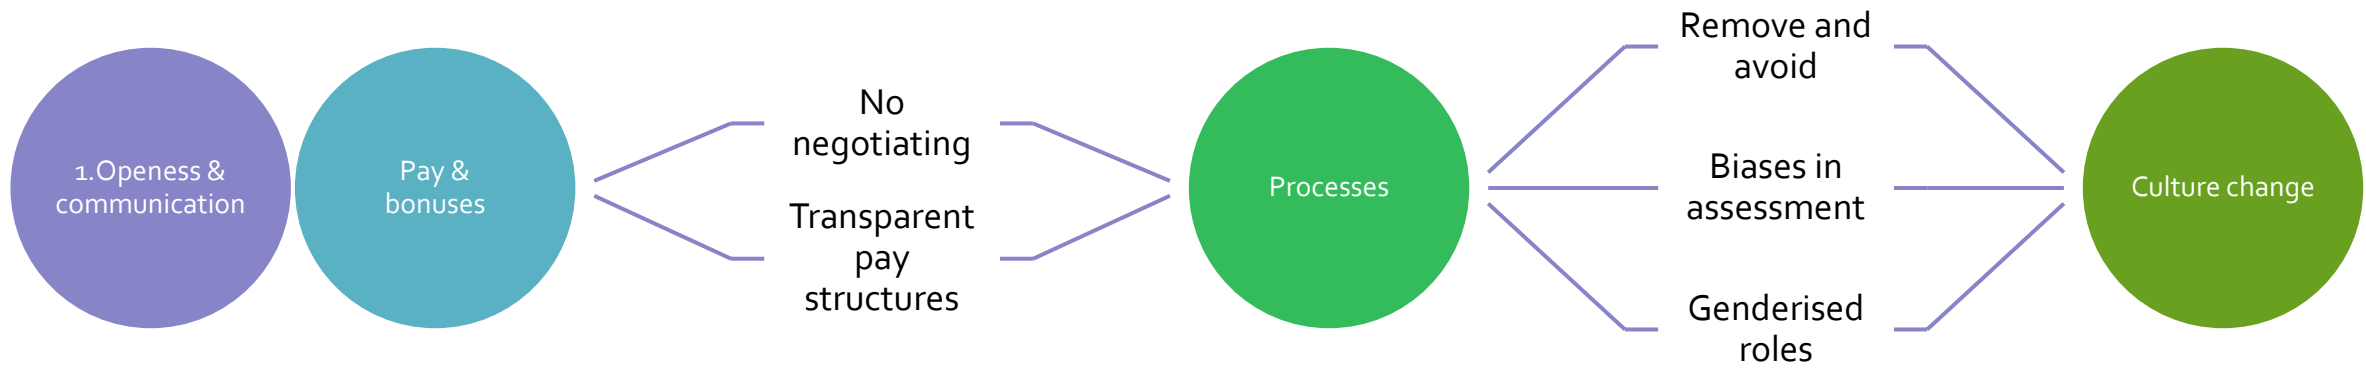 1.Openess &
communication
Pay &
bonuses
No
negotiating
Transparent
pay
structures
Processes
Remove and
avoid
Biases in
assessment
Genderised
roles
Culture change